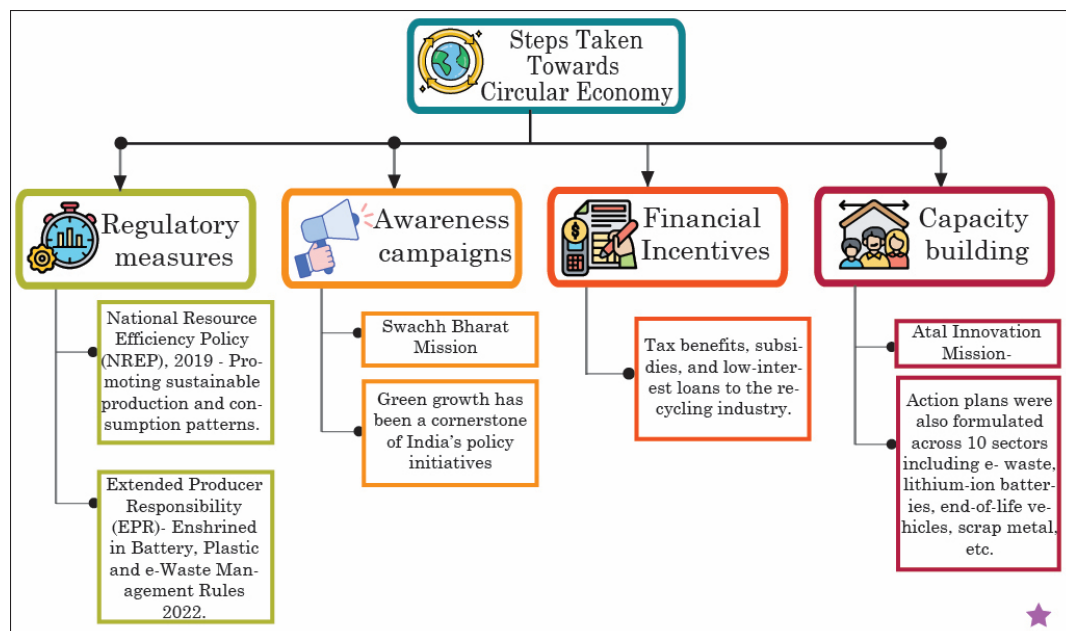 Steps Taken
Towards
Circular Economy
Regulatory
measures
National Resource
Efficiency Policy
(NREP), 2019 - Pro-
moting sustainable
production and con-
sumption patterns.
Extended Producer
Responsibility
(EPR)- Enshrined
in Battery, Plastic
and e-Waste Man-
agement Rules
2022.
Awareness
campaigns
Swachh Bharat
Mission
Green growth has
been a cornerstone
of India's policy
initiatives
Financial
Incentives
Tax benefits, subsi-
dies, and low-inter-
est loans to the re-
cycling industry.
Capacity
building
Atal Innovation
Mission-
Action plans were
also formulated
across 10 sectors
including e- waste,
lithium-ion batter-
ies, end-of-life ve-
hicles, scrap metal,
etc.